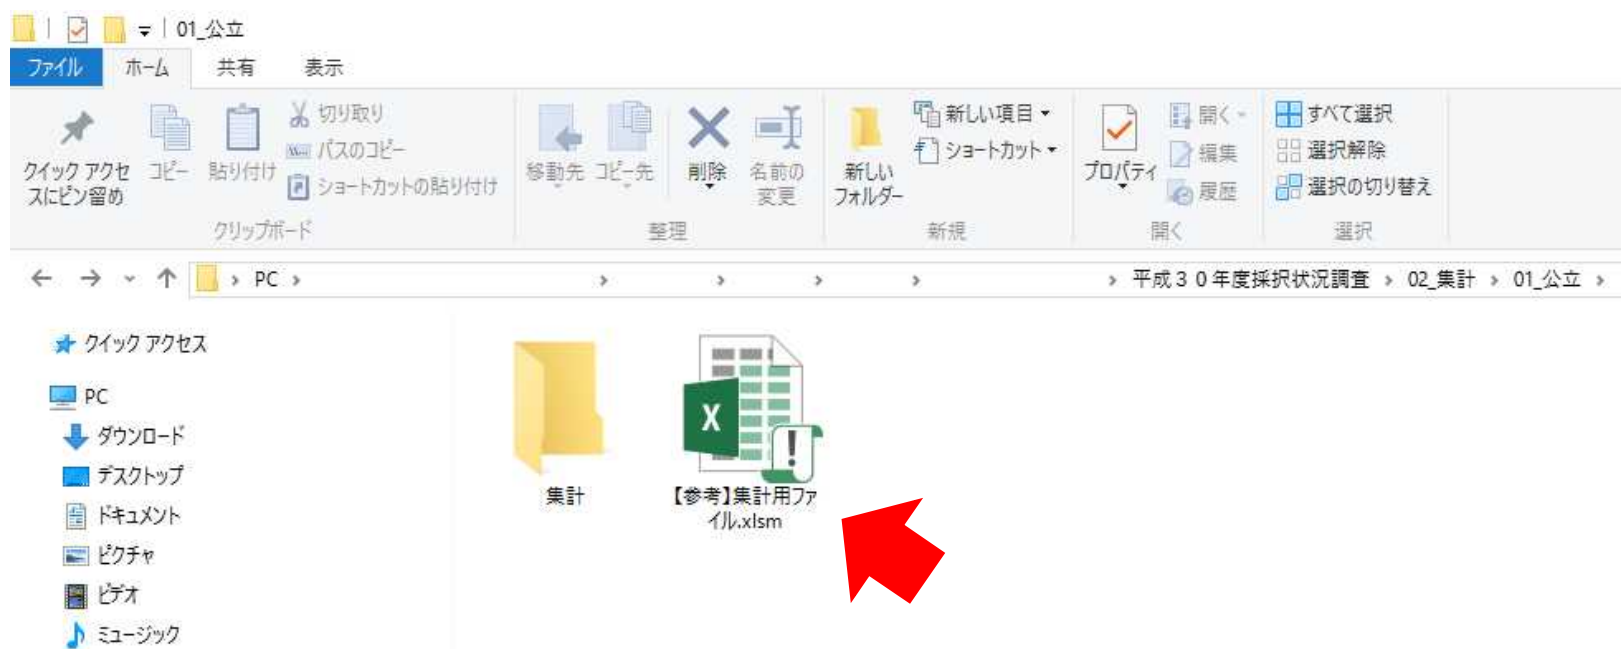 01_公立
ファイル ホーム 共有 表示
クイック アクセ
スにピン留め
コピー
貼り付け
切り取り
パスのコピー
ショートカットの貼り付け
クリップボード
移動先
コピー先
削除
名前の
変更
整理
新しい
フォルダー
新しい項目
ショートカット
新規
プロパティ
開く
編集
履歴
開く
すべて選択
選択解除
選択の切り替え
選択
PC 平成30年度採択状況調査 02_集計 01_公立
クイック アクセス
PC
ダウンロード
デスクトップ
ドキュメント
ピクチャ
ビデオ
ミュージック
集計
【参考】集計用ファ
イル.xlsm